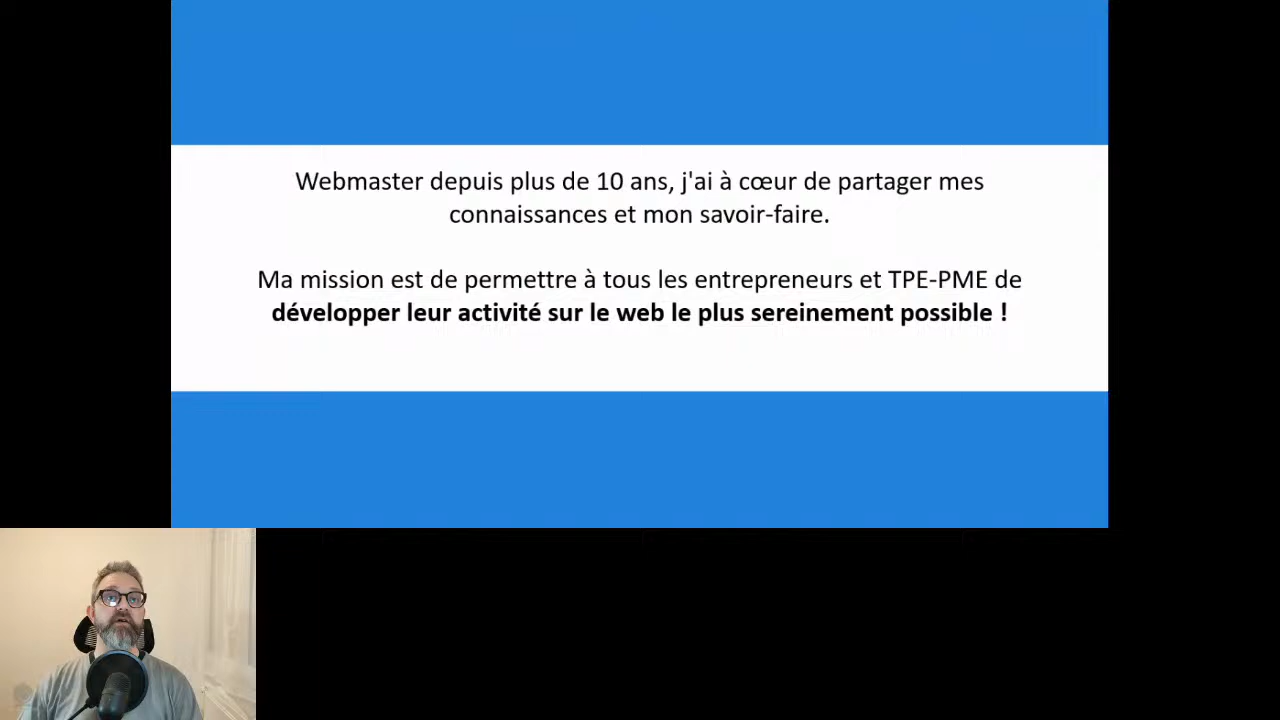 Webmaster depuis plus de 10 ans, j'ai à cœur de partager mes
connaissances et mon savoir-faire.
Ma mission est de permettre à tous les entrepreneurs et TPE-PME de
développer leur activité sur le web le plus sereinement possible !